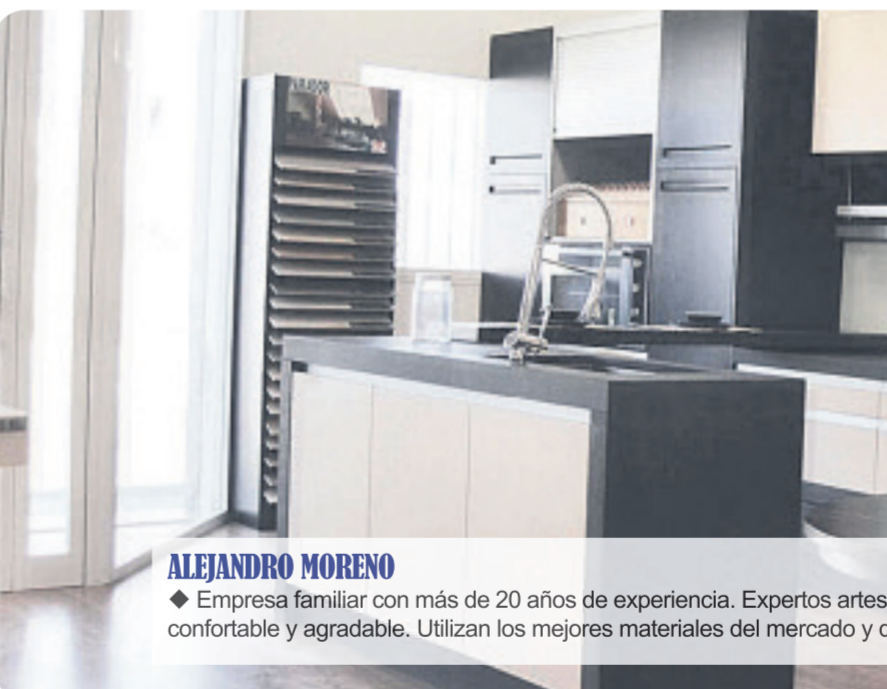 ALEJANDRO MORENO
◆ Empresa familiar con más de 20 años de experiencia. Expertos artes
confortable y agradable. Utilizan los mejores materiales del mercado y